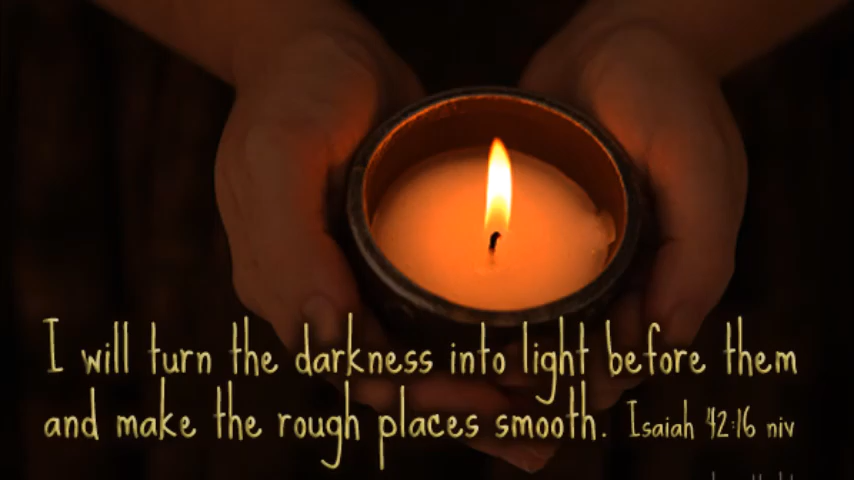 I will turn the darkness into light before them
and make the rough places smooth. Isaiah 42:16 niv